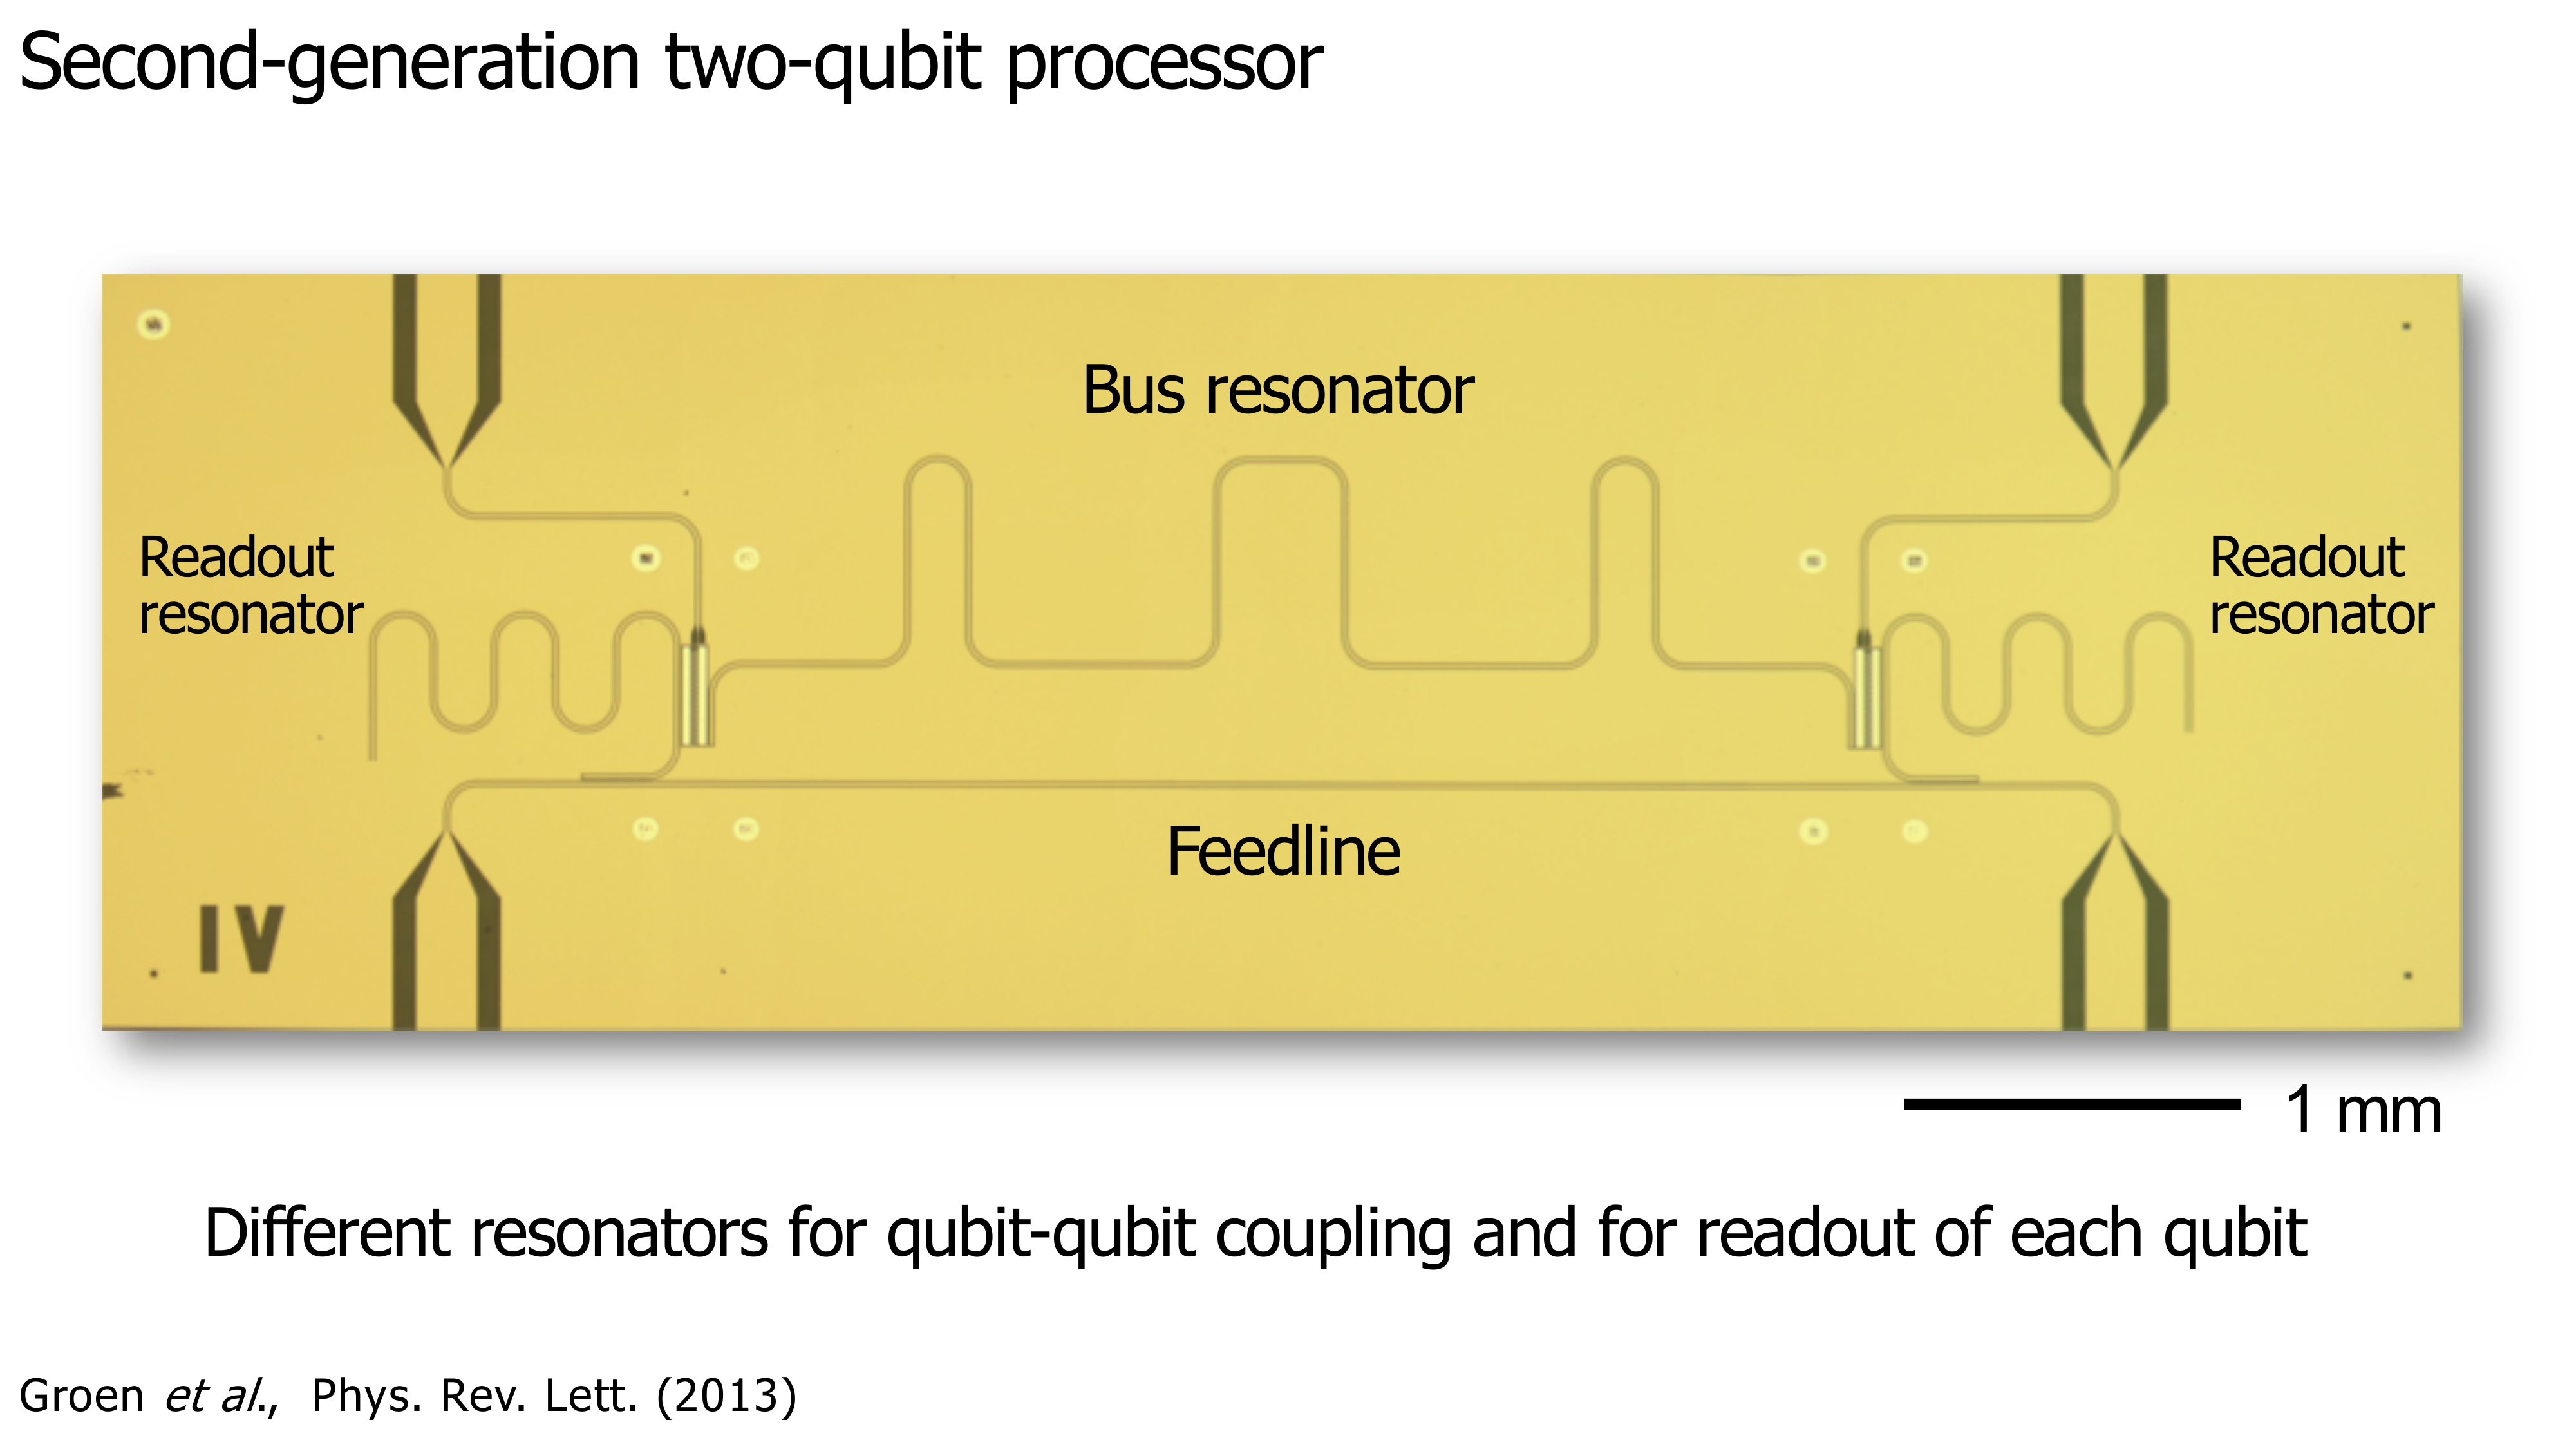 Second-generation two-qubit processor
Bus resonator
Readout
resonator
Readout
resonator
Feedline
IV
1 mm
Different resonators for qubit-qubit coupling and for readout of each qubit
Groen et al., Phys. Rev. Lett. (2013)